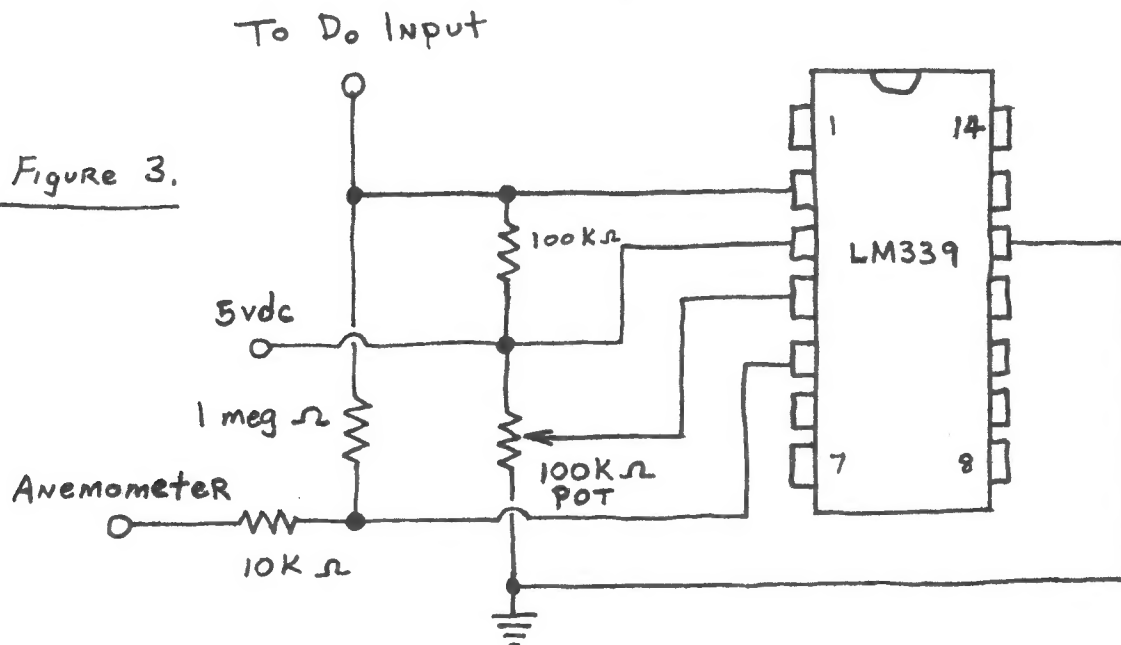 To Do Input
Figure 3.
1
14
100KΩ
LM339
5vdc
1 meg Ω
100KΩ
POT
7
8
Anemometer
10K Ω